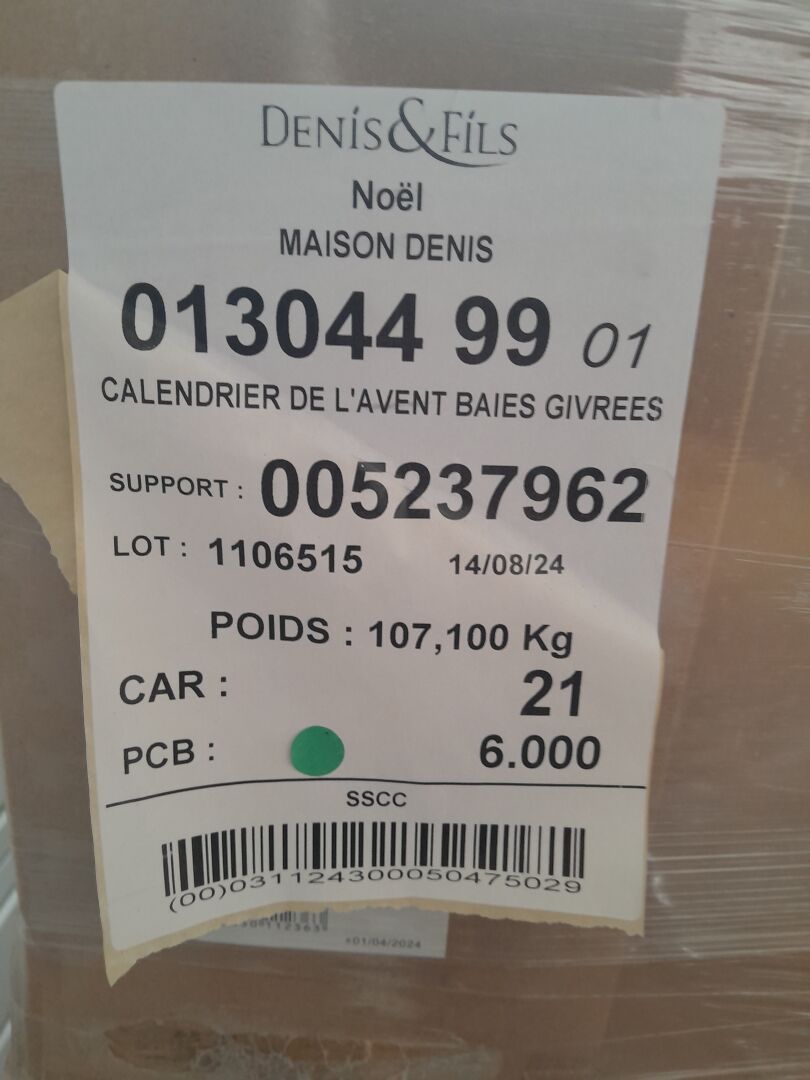 DENIS&FILS
Noël
MAISON DENIS
013044 99 01
CALENDRIER DE L'AVENT BAIES GIVREES
SUPPORT : 005237962
LOT : 1106515 14/08/24
POIDS : 107,100 Kg
CAR : 21
PCB : 6.000
SSCC
(00)031124300050475029
+01/04/2024